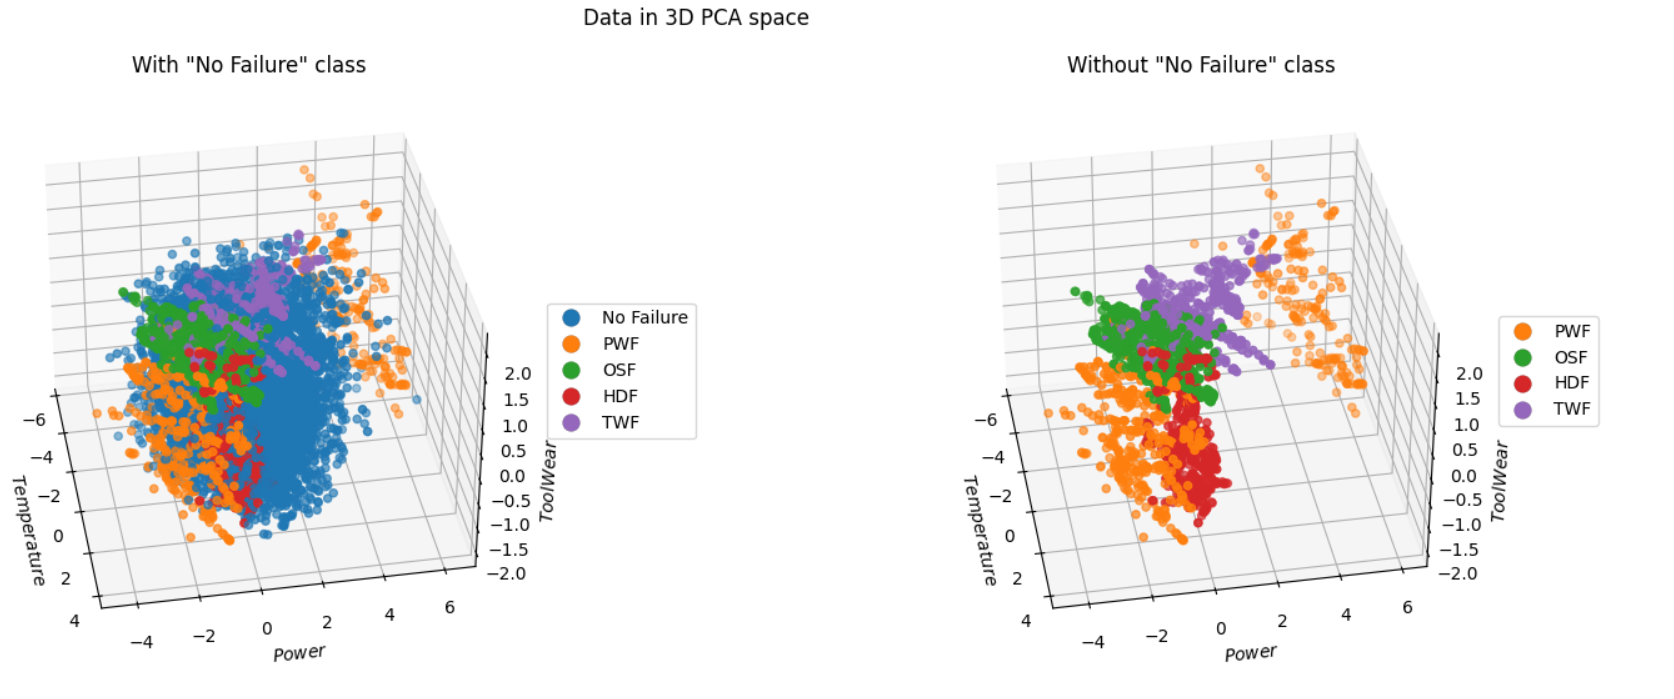 Data in 3D PCA space
With "No Failure" class
−6
−4
−2
0
2
4
Temperature
−4
−2
0
2
4
6
Power
2.0
1.5
1.0
0.5
0.0
−0.5
−1.0
−1.5
−2.0
ToolWear
No Failure
PWF
OSF
HDF
TWF
Without "No Failure" class
−6
−4
−2
0
2
4
Temperature
−4
−2
0
2
4
6
Power
2.0
1.5
1.0
0.5
0.0
−0.5
−1.0
−1.5
−2.0
ToolWear
PWF
OSF
HDF
TWF